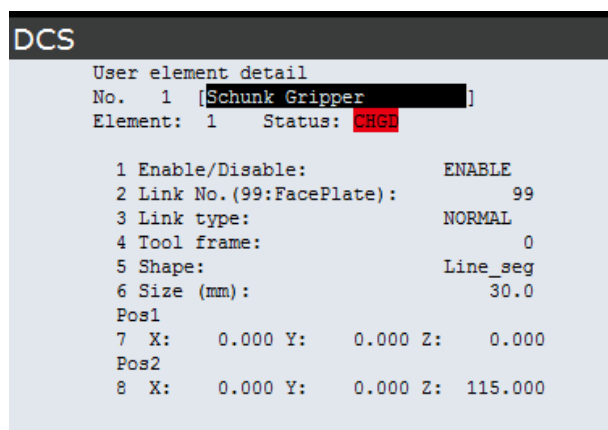 DCS
User element detail
No. 1 [Schunk Gripper ]
Element: 1 Status: CHGD
1 Enable/Disable: ENABLE
2 Link No.(99:FacePlate): 99
3 Link type: NORMAL
4 Tool frame: 0
5 Shape: Line_seg
6 Size (mm): 30.0
Pos1
7 X: 0.000 Y: 0.000 Z: 0.000
Pos2
8 X: 0.000 Y: 0.000 Z: 115.000